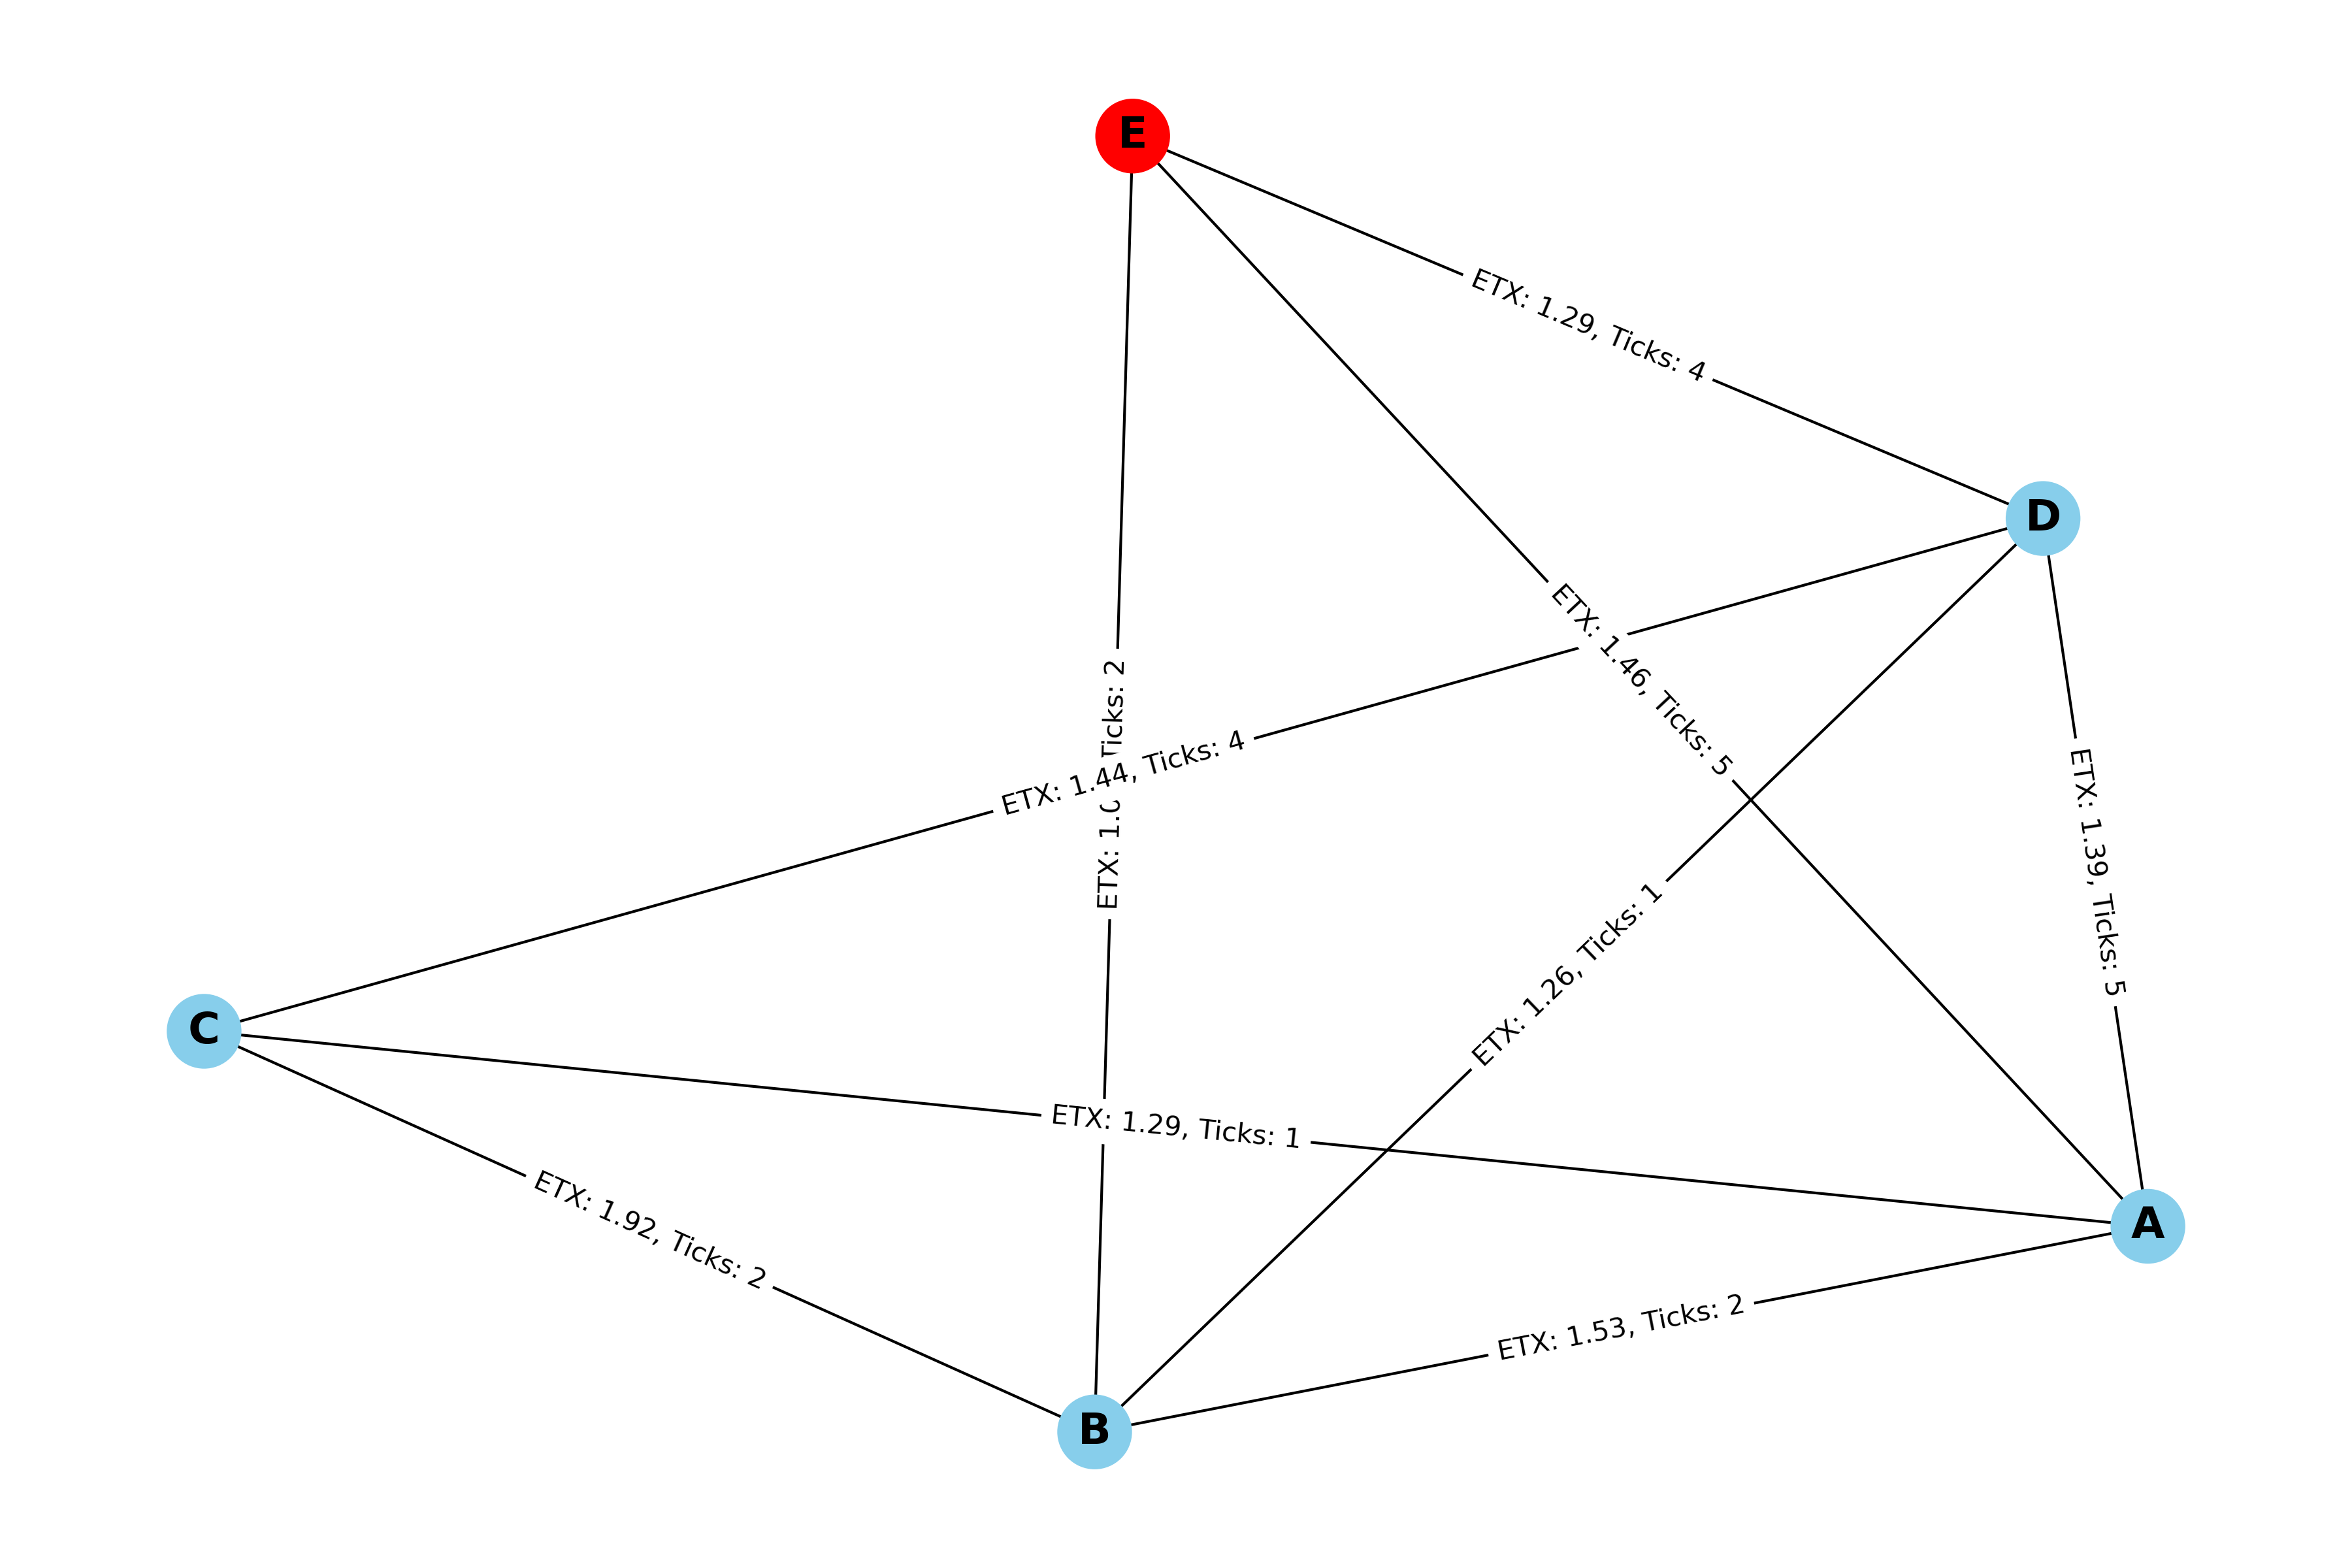 E
ETX: 1.29, Ticks: 4
D
ETX: 1.46, Ticks: 5
Ticks: 2
ETX: 1.44, Ticks: 4
ETX:
ETX: 1.39, Ticks: 5
ETX: 1.26, Ticks: 1
C
ETX: 1.29, Ticks: 1
ETX: 1.92, Ticks: 2
A
ETX: 1.53, Ticks: 2
B